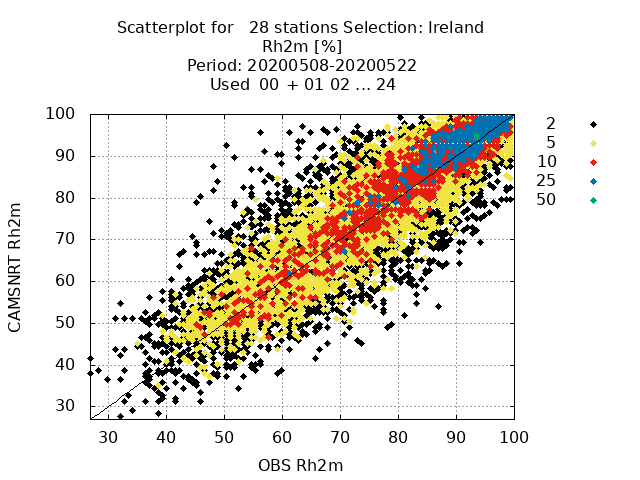 Scatterplot for 28 stations Selection: Ireland
Rh2m [%]
Period: 20200508-20200522
Used 00 + 01 02 ... 24
100
90
80
70
60
50
40
30
CAMSNRT Rh2m
30 40 50 60 70 80 90 100
OBS Rh2m
2
5
10
25
50